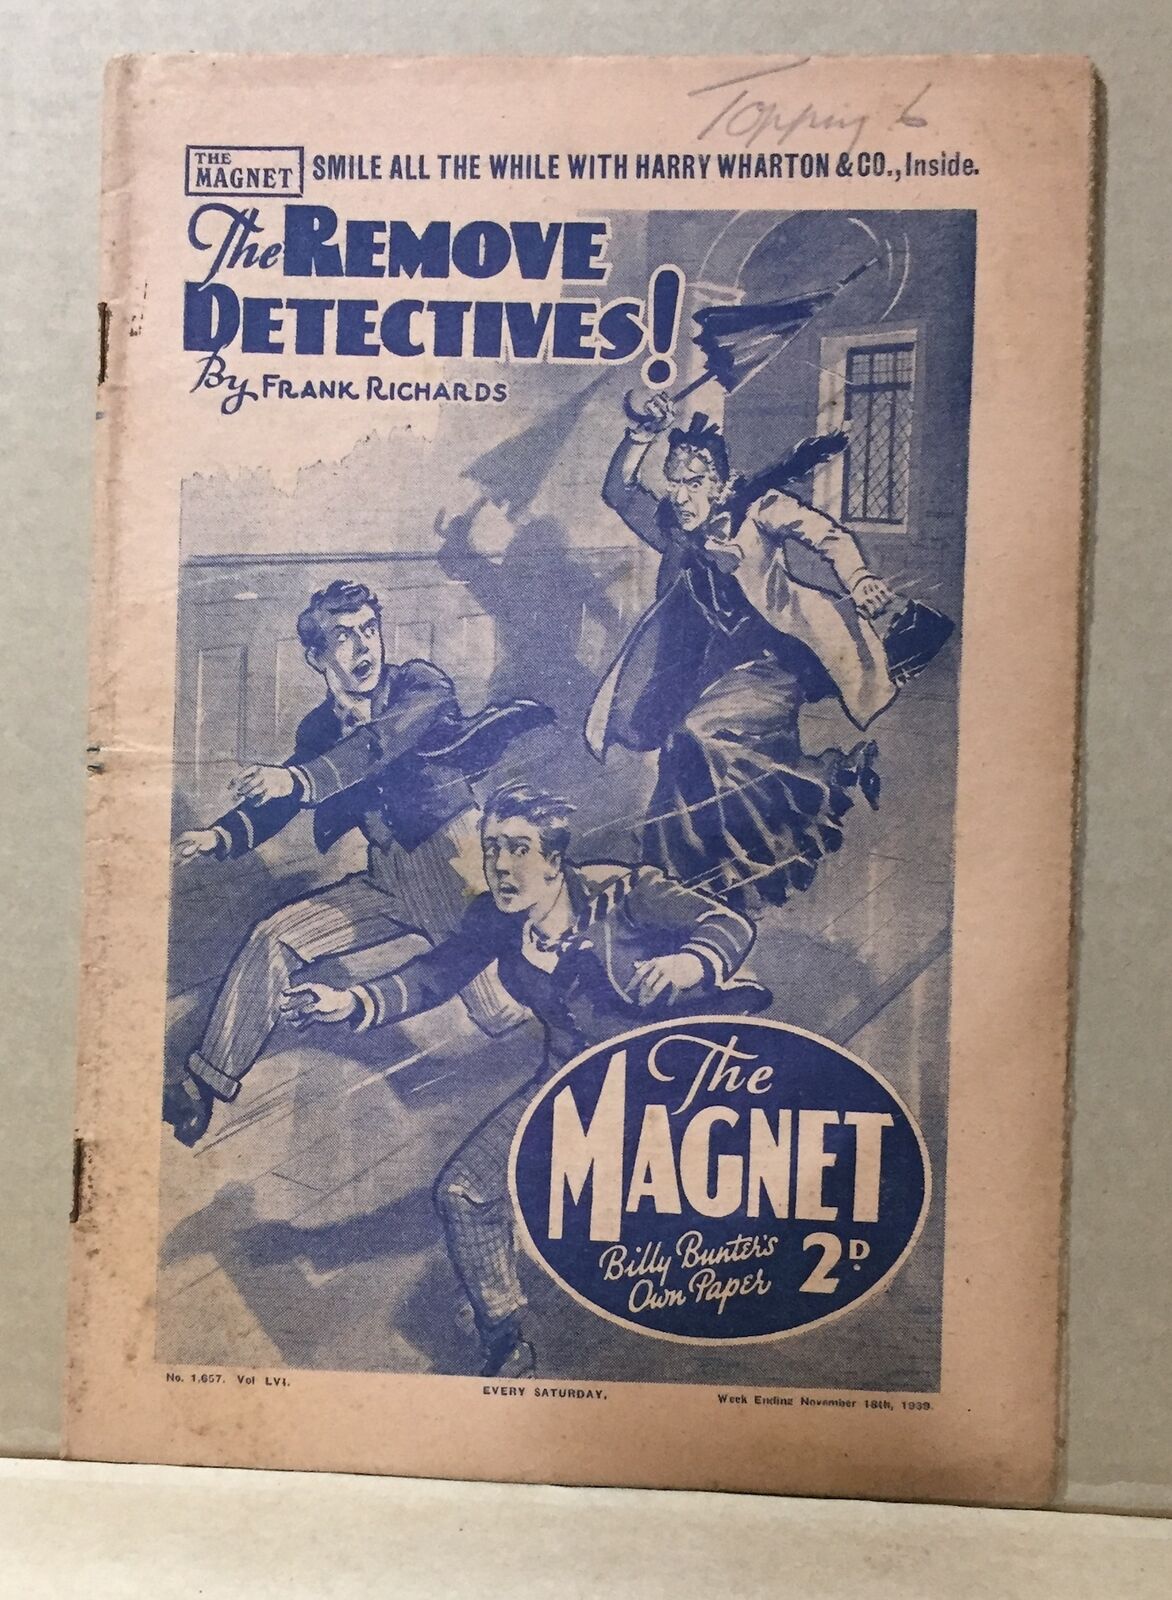 Topping 6
THE MAGNET
SMILE ALL THE WHILE WITH HARRY WHARTON & CO., Inside.
The REMOVE
DETECTIVES!
By FRANK RICHARDS
The
MAGNET
Billy Bunter's
Own Paper
2D.
No. 1,657. Vol LVI.
EVERY SATURDAY.
Week Ending November 18th, 1939.